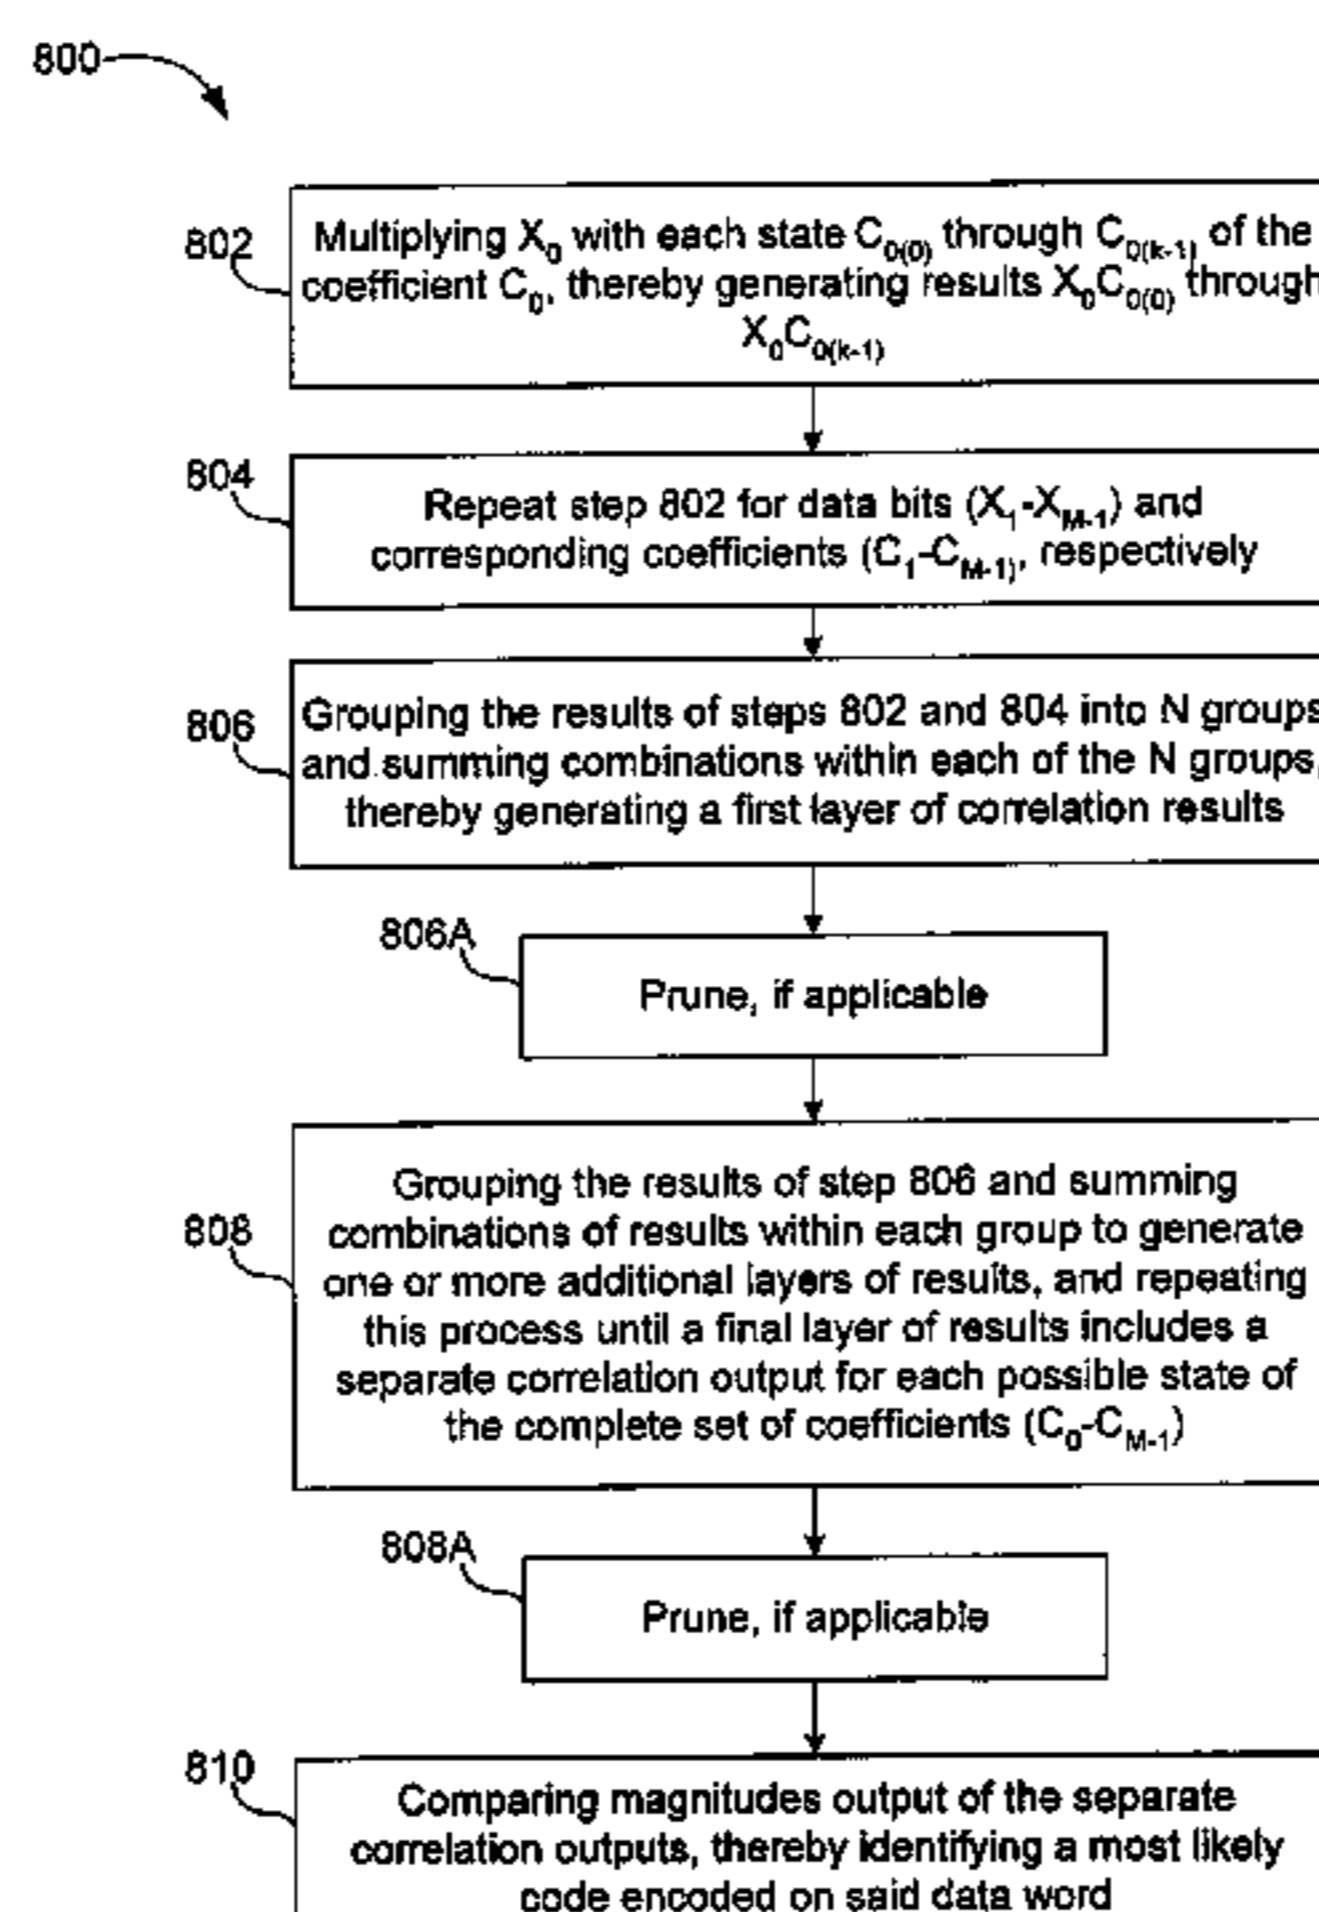 800
802
Multiplying X₀ with each state C₀₍₀₎ through C₀₍ₖ₋₁₎ of the
coefficient C₀, thereby generating results X₀C₀₍₀₎ through
X₀C₀₍ₖ₋₁₎
804
Repeat step 802 for data bits (X₁-X_M-1) and
corresponding coefficients (C₁-C_M-1), respectively
806
Grouping the results of steps 802 and 804 into N groups
and summing combinations within each of the N groups,
thereby generating a first layer of correlation results
806A
Prune, if applicable
808
Grouping the results of step 806 and summing
combinations of results within each group to generate
one or more additional layers of results, and repeating
this process until a final layer of results includes a
separate correlation output for each possible state of
the complete set of coefficients (C₀-C_M-1)
808A
Prune, if applicable
810
Comparing magnitudes output of the separate
correlation outputs, thereby identifying a most likely
code encoded on said data word